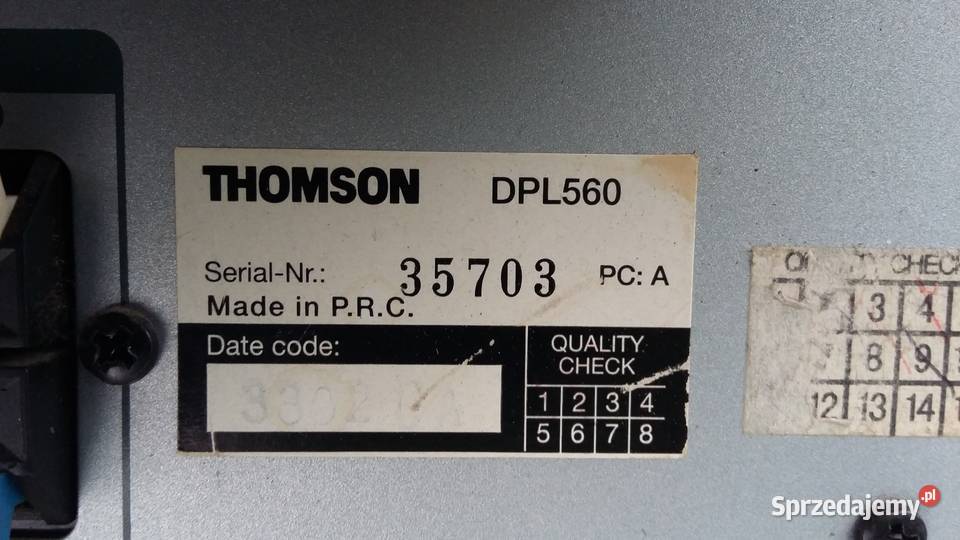 THOMSON DPL560
Serial-Nr.: 35703 PC: A
Made in P.R.C.
Date code:
QUALITY
CHECK
1 2 3 4
5 6 7 8
CHECK
3 4
8 9
12 13 14
Sprzedajemy.pl